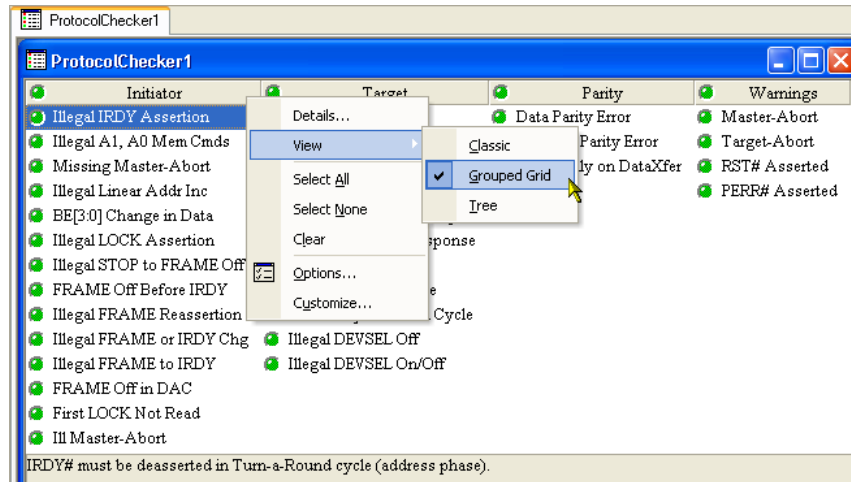 ProtocolChecker1
ProtocolChecker1
Initiator Target Parity Warnings
Illegal IRDY Assertion Details... Data Parity Error Master-Abort
Illegal A1, A0 Mem Cmds View Classic Parity Error Target-Abort
Missing Master-Abort Select All Grouped Grid on DataXfer RST# Asserted
Illegal Linear Addr Inc Select None Tree PERR# Asserted
BE[3:0] Change in Data
Illegal LOCK Assertion Clear
Illegal STOP to FRAME Off Options...
FRAME Off Before IRDY Customize...
Illegal FRAME Reassertion Cycle
Illegal FRAME or IRDY Chg Illegal DEVSEL Off
Illegal FRAME to IRDY Illegal DEVSEL On/Off
FRAME Off in DAC
First LOCK Not Read
Ill Master-Abort
IRDY# must be deasserted in Turn-a-Round cycle (address phase).